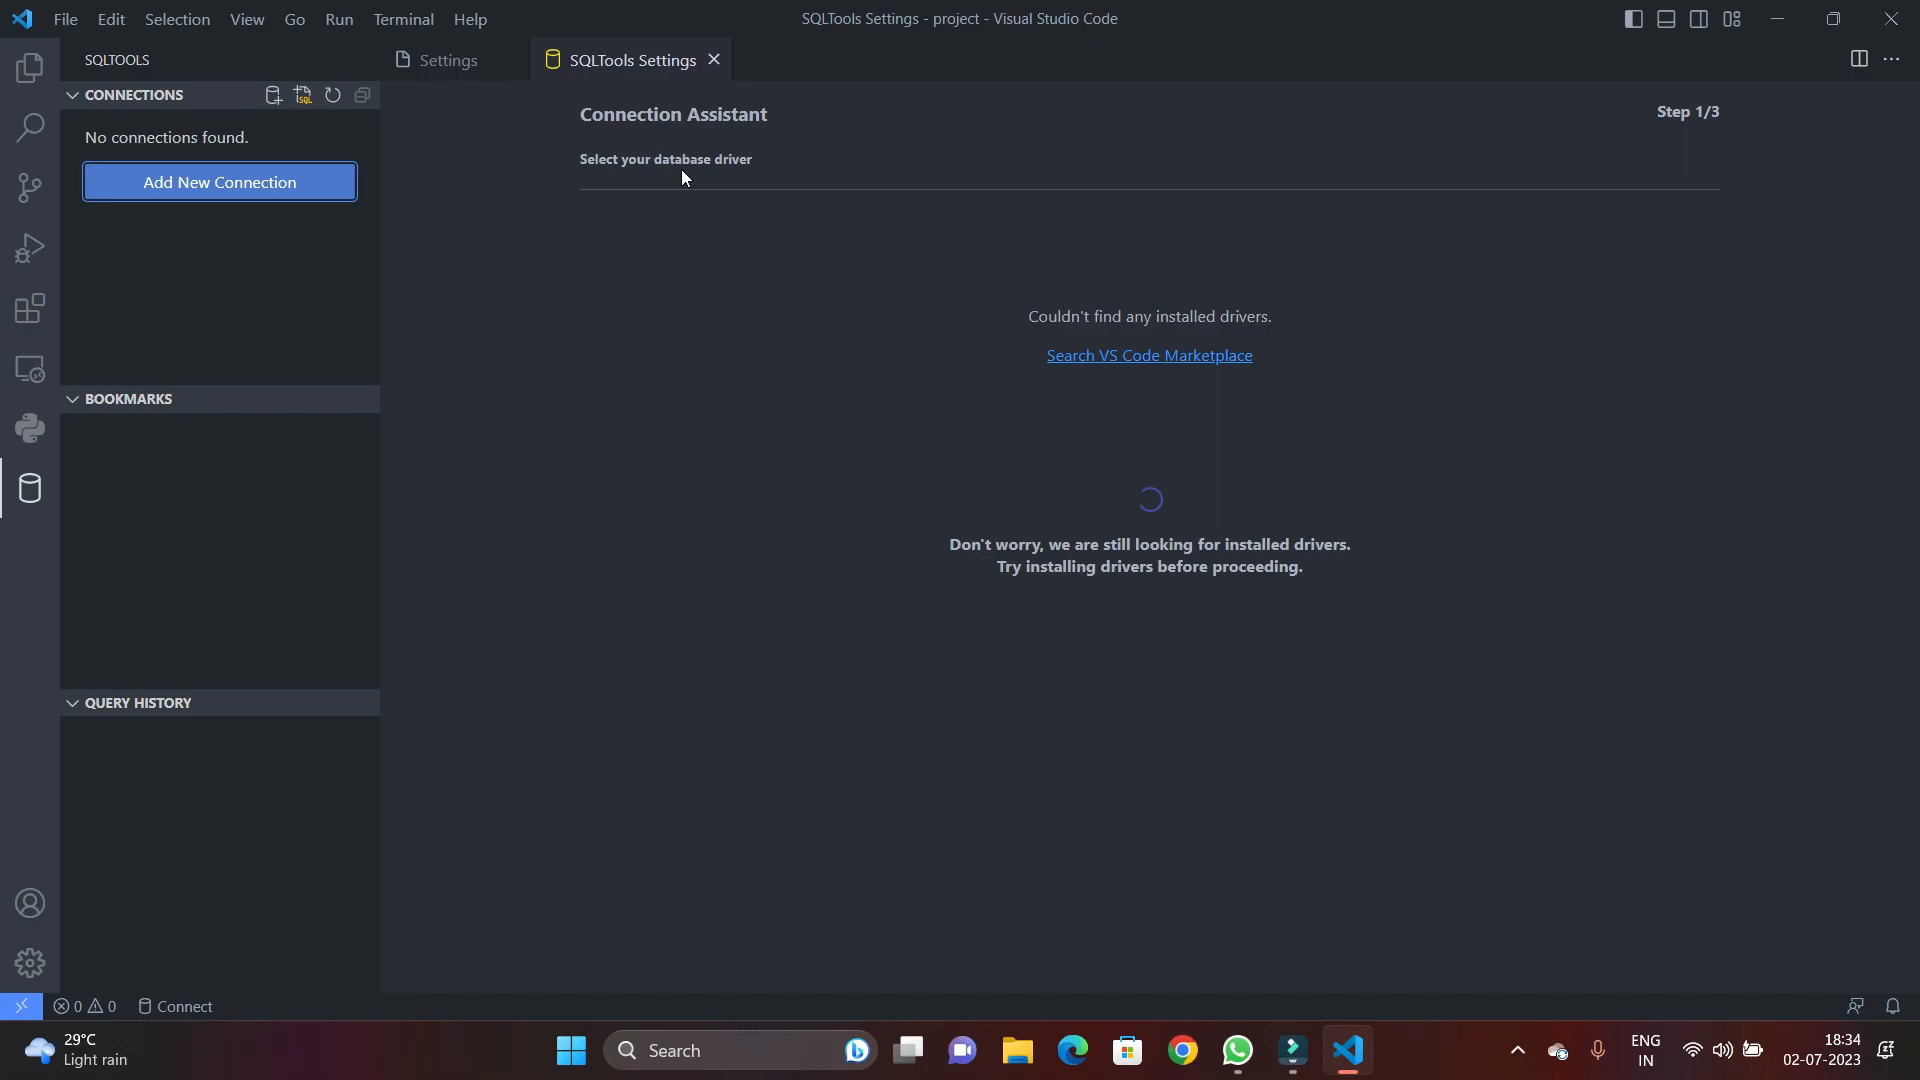 File Edit Selection View Go Run Terminal Help
SQLTools Settings - project - Visual Studio Code
SQLTOOLS
Settings
SQLTools Settings
CONNECTIONS
SQL
No connections found.
Add New Connection
Connection Assistant
Step 1/3
Select your database driver
Couldn't find any installed drivers.
Search VS Code Marketplace
Don't worry, we are still looking for installed drivers.
Try installing drivers before proceeding.
BOOKMARKS
QUERY HISTORY
0 0 Connect
29°C
Light rain
Search
ENG
IN
18:34
02-07-2023